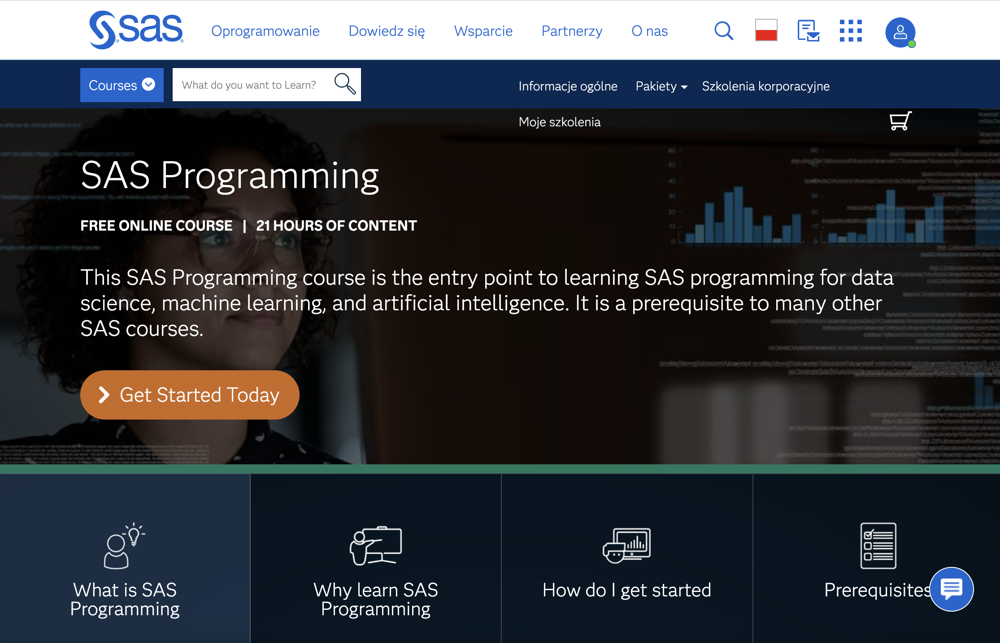 sas
Oprogramowanie Dowiedz się Wsparcie Partnerzy O nas
Courses What do you want to Learn? Informacje ogólne Pakiety Szkolenia korporacyjne
Moje szkolenia
SAS Programming
FREE ONLINE COURSE | 21 HOURS OF CONTENT
This SAS Programming course is the entry point to learning SAS programming for data
science, machine learning, and artificial intelligence. It is a prerequisite to many other
SAS courses.
Get Started Today
What is SAS
Programming
Why learn SAS
Programming
How do I get started
Prerequisites